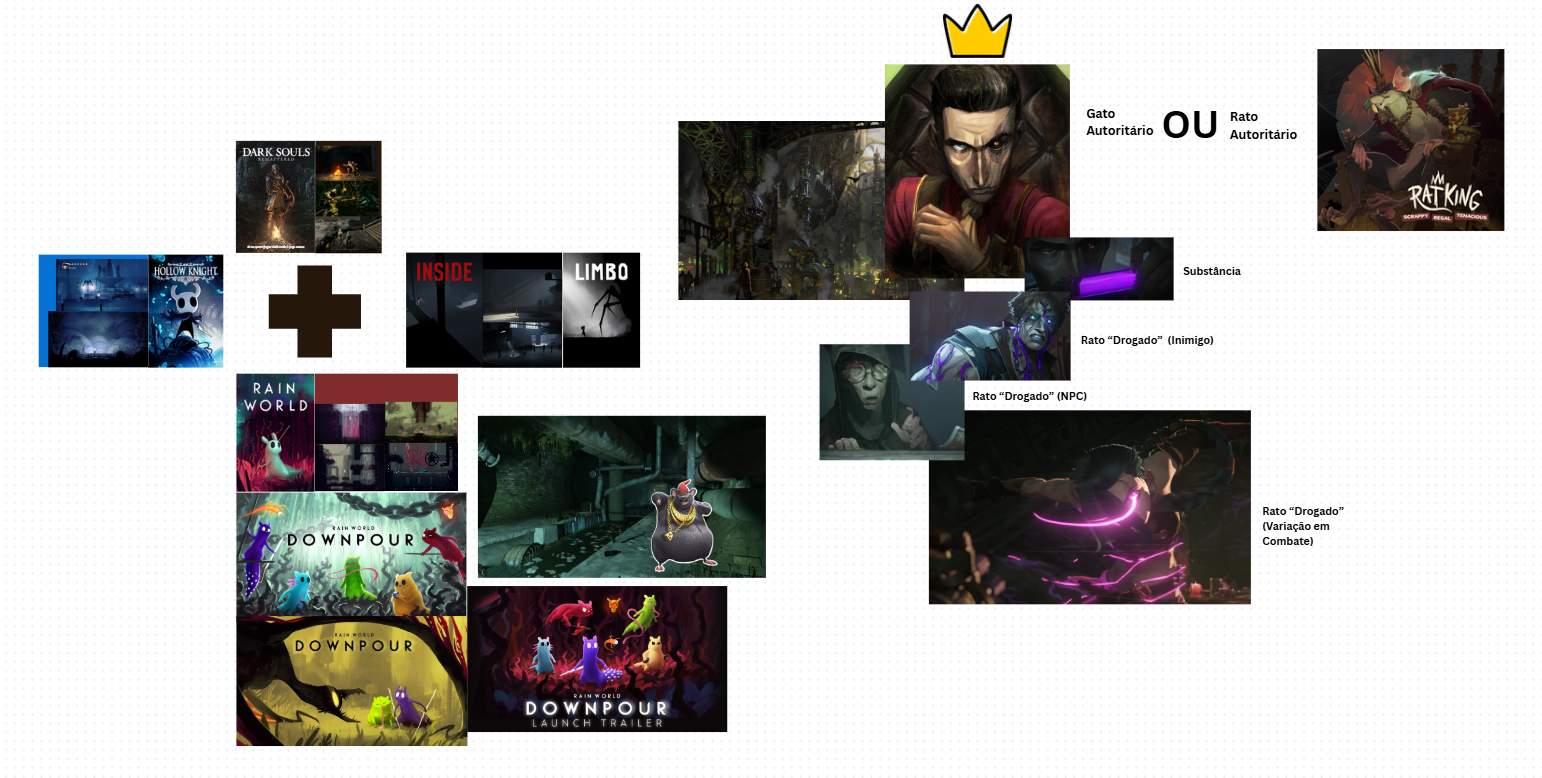 DARK SOULS
REMASTERED
HOLLOW KNIGHT
INSIDE
LIMBO
RAIN
WORLD
RAIN WORLD
DOWNPOUR
RAIN WORLD
DOWNPOUR
RAIN WORLD
DOWNPOUR
LAUNCH TRAILER
Gato
Autoritário
OU
Rato
Autoritário
RATKING
SCRAPPY REGAL TENACIOUS
Substância
Rato “Drogado” (Inimigo)
Rato “Drogado” (NPC)
Rato “Drogado”
(Variação em
Combate)